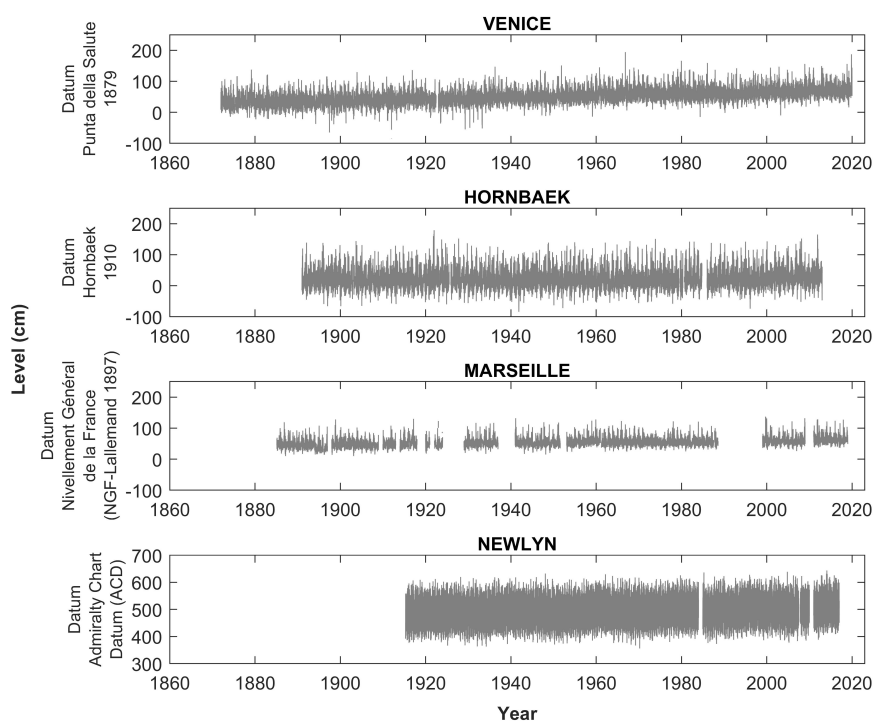 VENICE
Datum
Punta della Salute
1879
200
100
0
-100
1860 1880 1900 1920 1940 1960 1980 2000 2020
HORNBAEK
Datum
Hornbaek
1910
200
100
0
-100
1860 1880 1900 1920 1940 1960 1980 2000 2020
Level (cm)
MARSEILLE
Datum
Nivellement Général
de la France
(NGF-Lallemand 1897)
200
100
0
-100
1860 1880 1900 1920 1940 1960 1980 2000 2020
NEWLYN
Datum
Admiralty Chart
Datum (ACD)
700
600
500
400
300
1860 1880 1900 1920 1940 1960 1980 2000 2020
Year